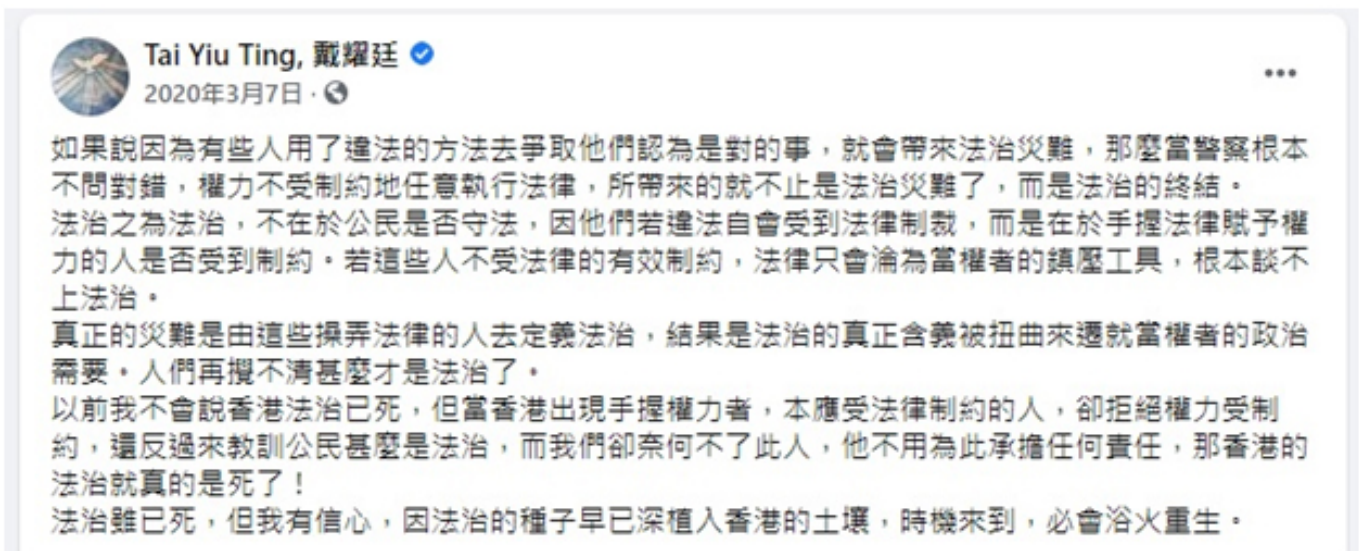 Tai Yiu Ting, 戴耀廷
2020年3月7日 ·
如果說因為有些人用了違法的方法去爭取他們認為是對的事，就會帶來法治災難，那麼當警察根本
不問對錯，權力不受制約地任意執行法律，所帶來的就不止是法治災難了，而是法治的終結。
法治之為法治，不在於公民是否守法，因他們若違法自會受到法律制裁，而是在於手握法律賦予權
力的人是否受到制約。若這些人不受法律的有效制約，法律只會淪為當權者的鎮壓工具，根本談不
上法治。
真正的災難是由這些操弄法律的人去定義法治，結果是法治的真正含義被扭曲來遷就當權者的政治
需要。人們再攪不清甚麼才是法治了。
以前我不會說香港法治已死，但當香港出現手握權力者，本應受法律制約的人，卻拒絕權力受制
約，還反過來教訓公民甚麼是法治，而我們卻奈何不了此人，他不用為此承擔任何責任，那香港的
法治就真的是死了！
法治雖已死，但我有信心，因法治的種子早已深植入香港的土壤，時機來到，必會浴火重生。